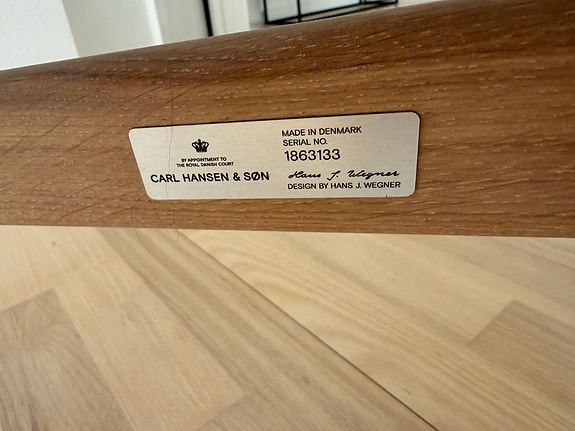 BY APPOINTMENT TO
THE ROYAL DANISH COURT
CARL HANSEN & SØN
MADE IN DENMARK
SERIAL NO.
1863133
Hans J. Wegner
DESIGN BY HANS J. WEGNER